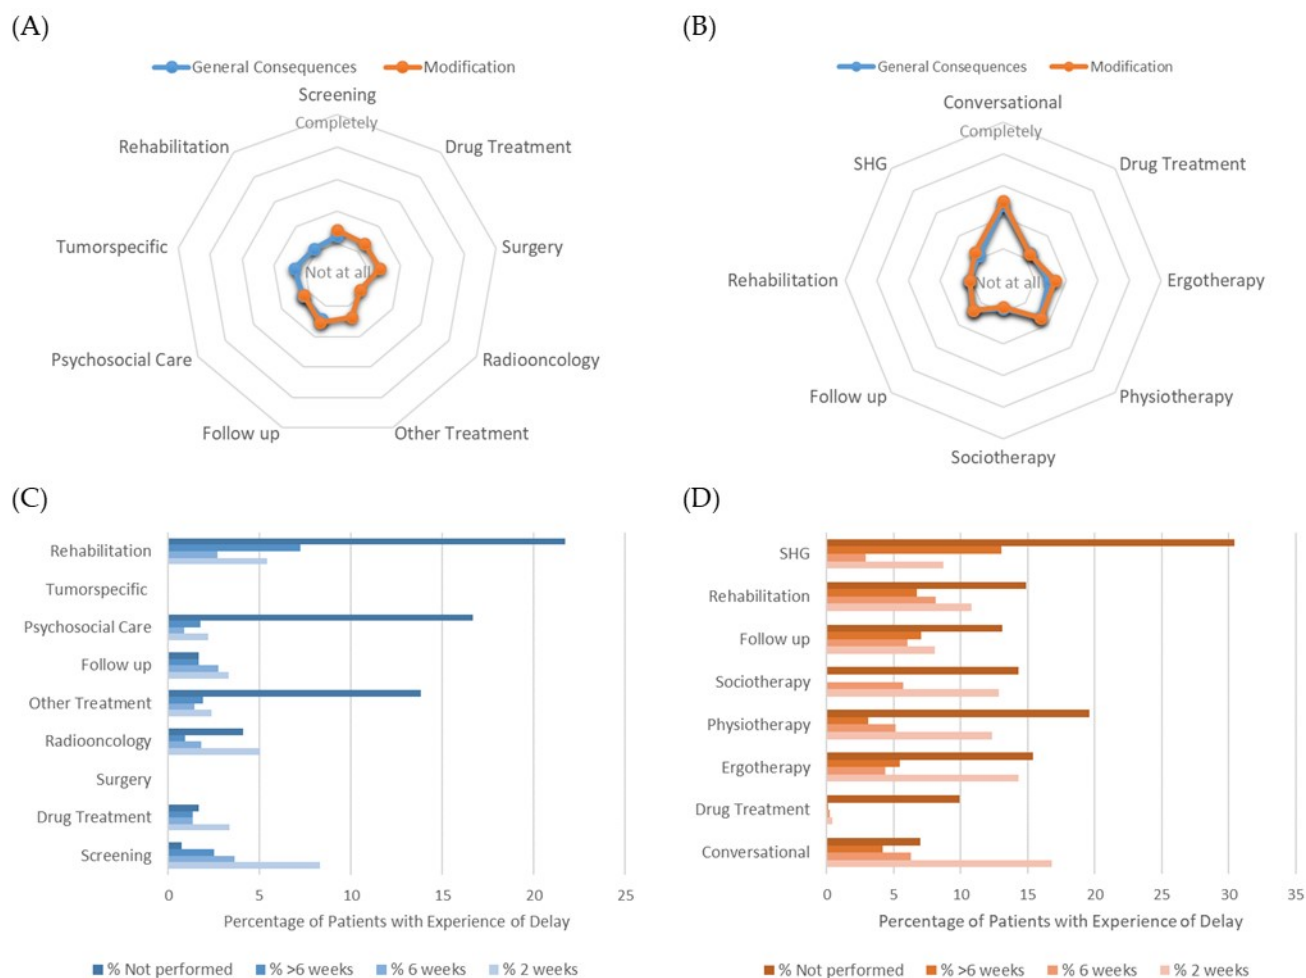 (A)
General Consequences
Modification
Screening
Completely
Drug Treatment
Surgery
Radiooncology
Other Treatment
Follow up
Psychosocial Care
Tumorspecific
Rehabilitation
Not at all
(B)
General Consequences
Modification
Conversational
Completely
Drug Treatment
Ergotherapy
Physiotherapy
Sociotherapy
Follow up
Rehabilitation
SHG
Not at all
(C)
Rehabilitation
Tumorspecific
Psychosocial Care
Follow up
Other Treatment
Radiooncology
Surgery
Drug Treatment
Screening
0 5 10 15 20 25
Percentage of Patients with Experience of Delay
% Not performed % >6 weeks % 6 weeks % 2 weeks
(D)
SHG
Rehabilitation
Follow up
Sociotherapy
Physiotherapy
Ergotherapy
Drug Treatment
Conversational
0 5 10 15 20 25 30 35
Percentage of Patients with Experience of Delay
% Not performed % >6 weeks % 6 weeks % 2 weeks